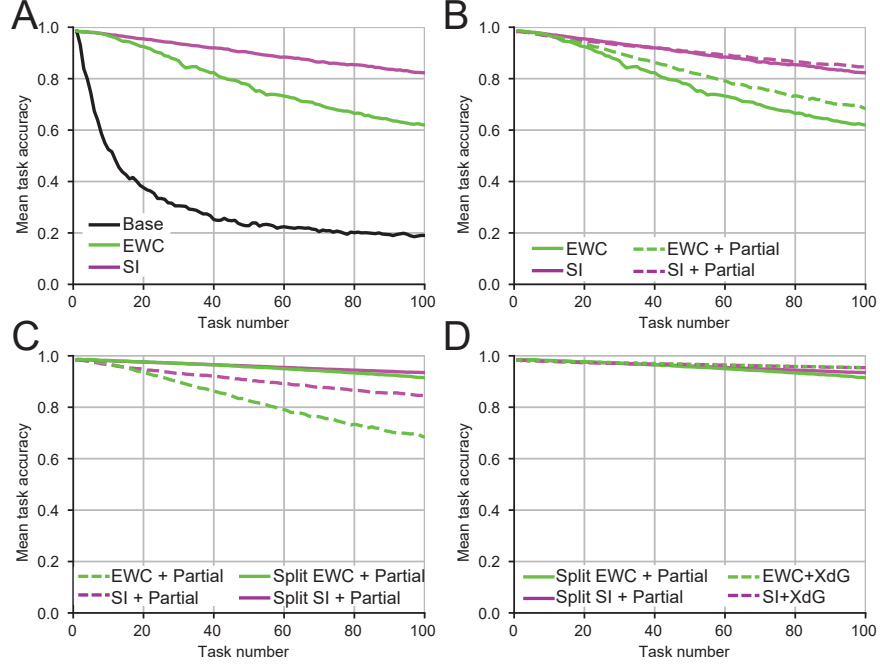 A
Mean task accuracy
1.0
0.8
0.6
0.4
0.2
0.0
Base
EWC
SI
0 20 40 60 80 100
Task number
B
Mean task accuracy
1.0
0.8
0.6
0.4
0.2
0.0
EWC EWC + Partial
SI SI + Partial
0 20 40 60 80 100
Task number
C
Mean task accuracy
1.0
0.8
0.6
0.4
0.2
0.0
EWC + Partial Split EWC + Partial
SI + Partial Split SI + Partial
0 20 40 60 80 100
Task number
D
Mean task accuracy
1.0
0.8
0.6
0.4
0.2
0.0
Split EWC + Partial EWC+XdG
Split SI + Partial SI+XdG
0 20 40 60 80 100
Task number